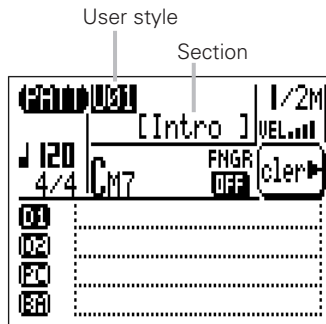 User style
Section
PATT U01 1/2M
[Intro ] VEL
♩ 120 FNGR
4/4 CM7 OFF cler
D1
D2
PC
BA